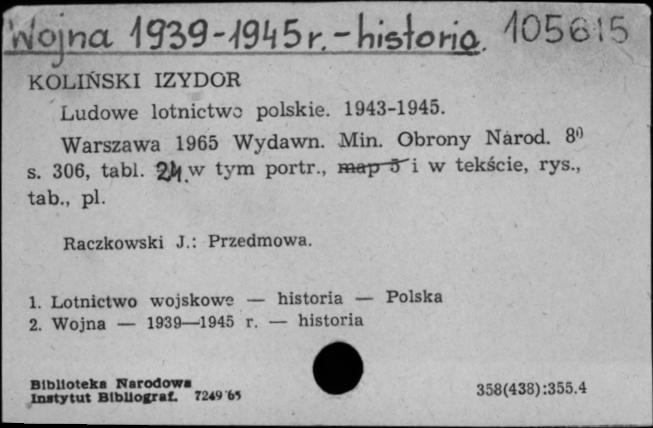 Wojna 1939-1945 r. - historia. 105615
KOLIŃSKI IZYDOR
Ludowe lotnictwo polskie. 1943-1945.
Warszawa 1965 Wydawn. Min. Obrony Narod. 8⁰
s. 306, tabl. 24. w tym portr., map 5 i w tekście, rys.,
tab., pl.
Raczkowski J.: Przedmowa.
1. Lotnictwo wojskowe — historia — Polska
2. Wojna — 1939—1945 r. — historia
Biblioteka Narodowa
Instytut Bibliograf. 7249/65
358(438):355.4